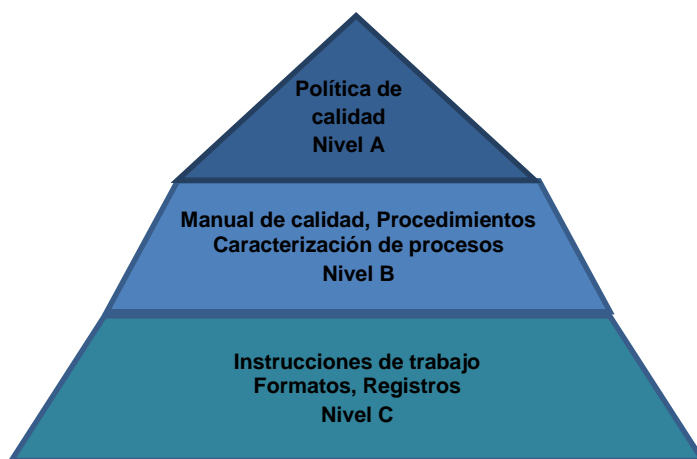 Política de
calidad
Nivel A
Manual de calidad, Procedimientos
Caracterización de procesos
Nivel B
Instrucciones de trabajo
Formatos, Registros
Nivel C